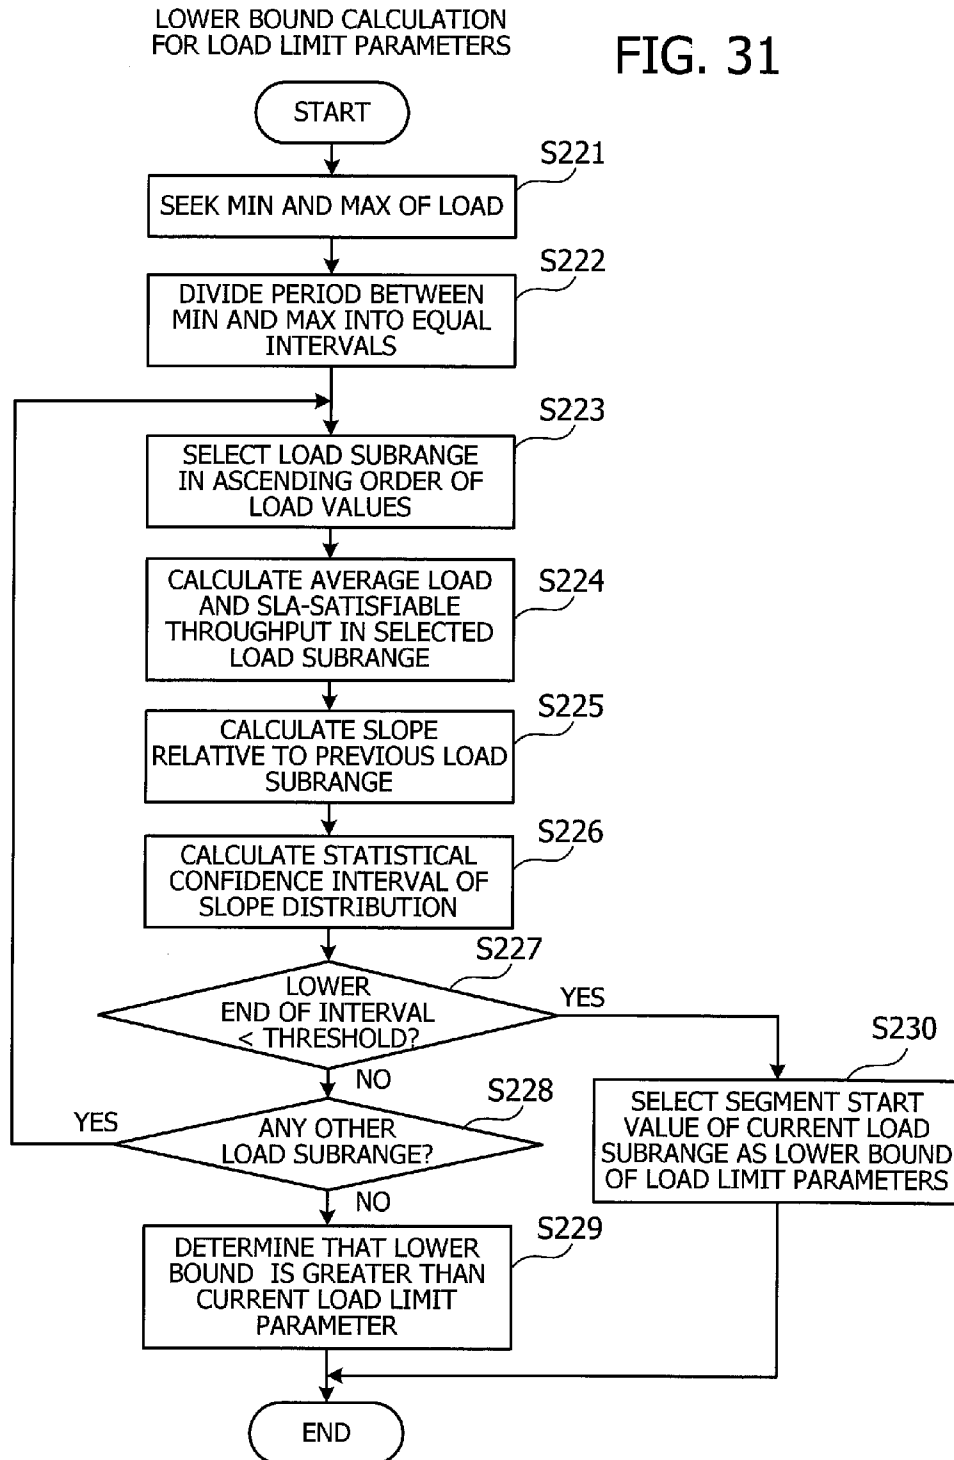 LOWER BOUND CALCULATION
FOR LOAD LIMIT PARAMETERS
FIG. 31
START
S221
SEEK MIN AND MAX OF LOAD
S222
DIVIDE PERIOD BETWEEN
MIN AND MAX INTO EQUAL
INTERVALS
S223
SELECT LOAD SUBRANGE
IN ASCENDING ORDER OF
LOAD VALUES
S224
CALCULATE AVERAGE LOAD
AND SLA-SATISFIABLE
THROUGHPUT IN SELECTED
LOAD SUBRANGE
S225
CALCULATE SLOPE
RELATIVE TO PREVIOUS LOAD
SUBRANGE
S226
CALCULATE STATISTICAL
CONFIDENCE INTERVAL OF
SLOPE DISTRIBUTION
S227
LOWER
END OF INTERVAL
< THRESHOLD?
YES
NO
S230
SELECT SEGMENT START
VALUE OF CURRENT LOAD
SUBRANGE AS LOWER BOUND
OF LOAD LIMIT PARAMETERS
S228
ANY OTHER
LOAD SUBRANGE?
YES
NO
S229
DETERMINE THAT LOWER
BOUND IS GREATER THAN
CURRENT LOAD LIMIT
PARAMETER
END